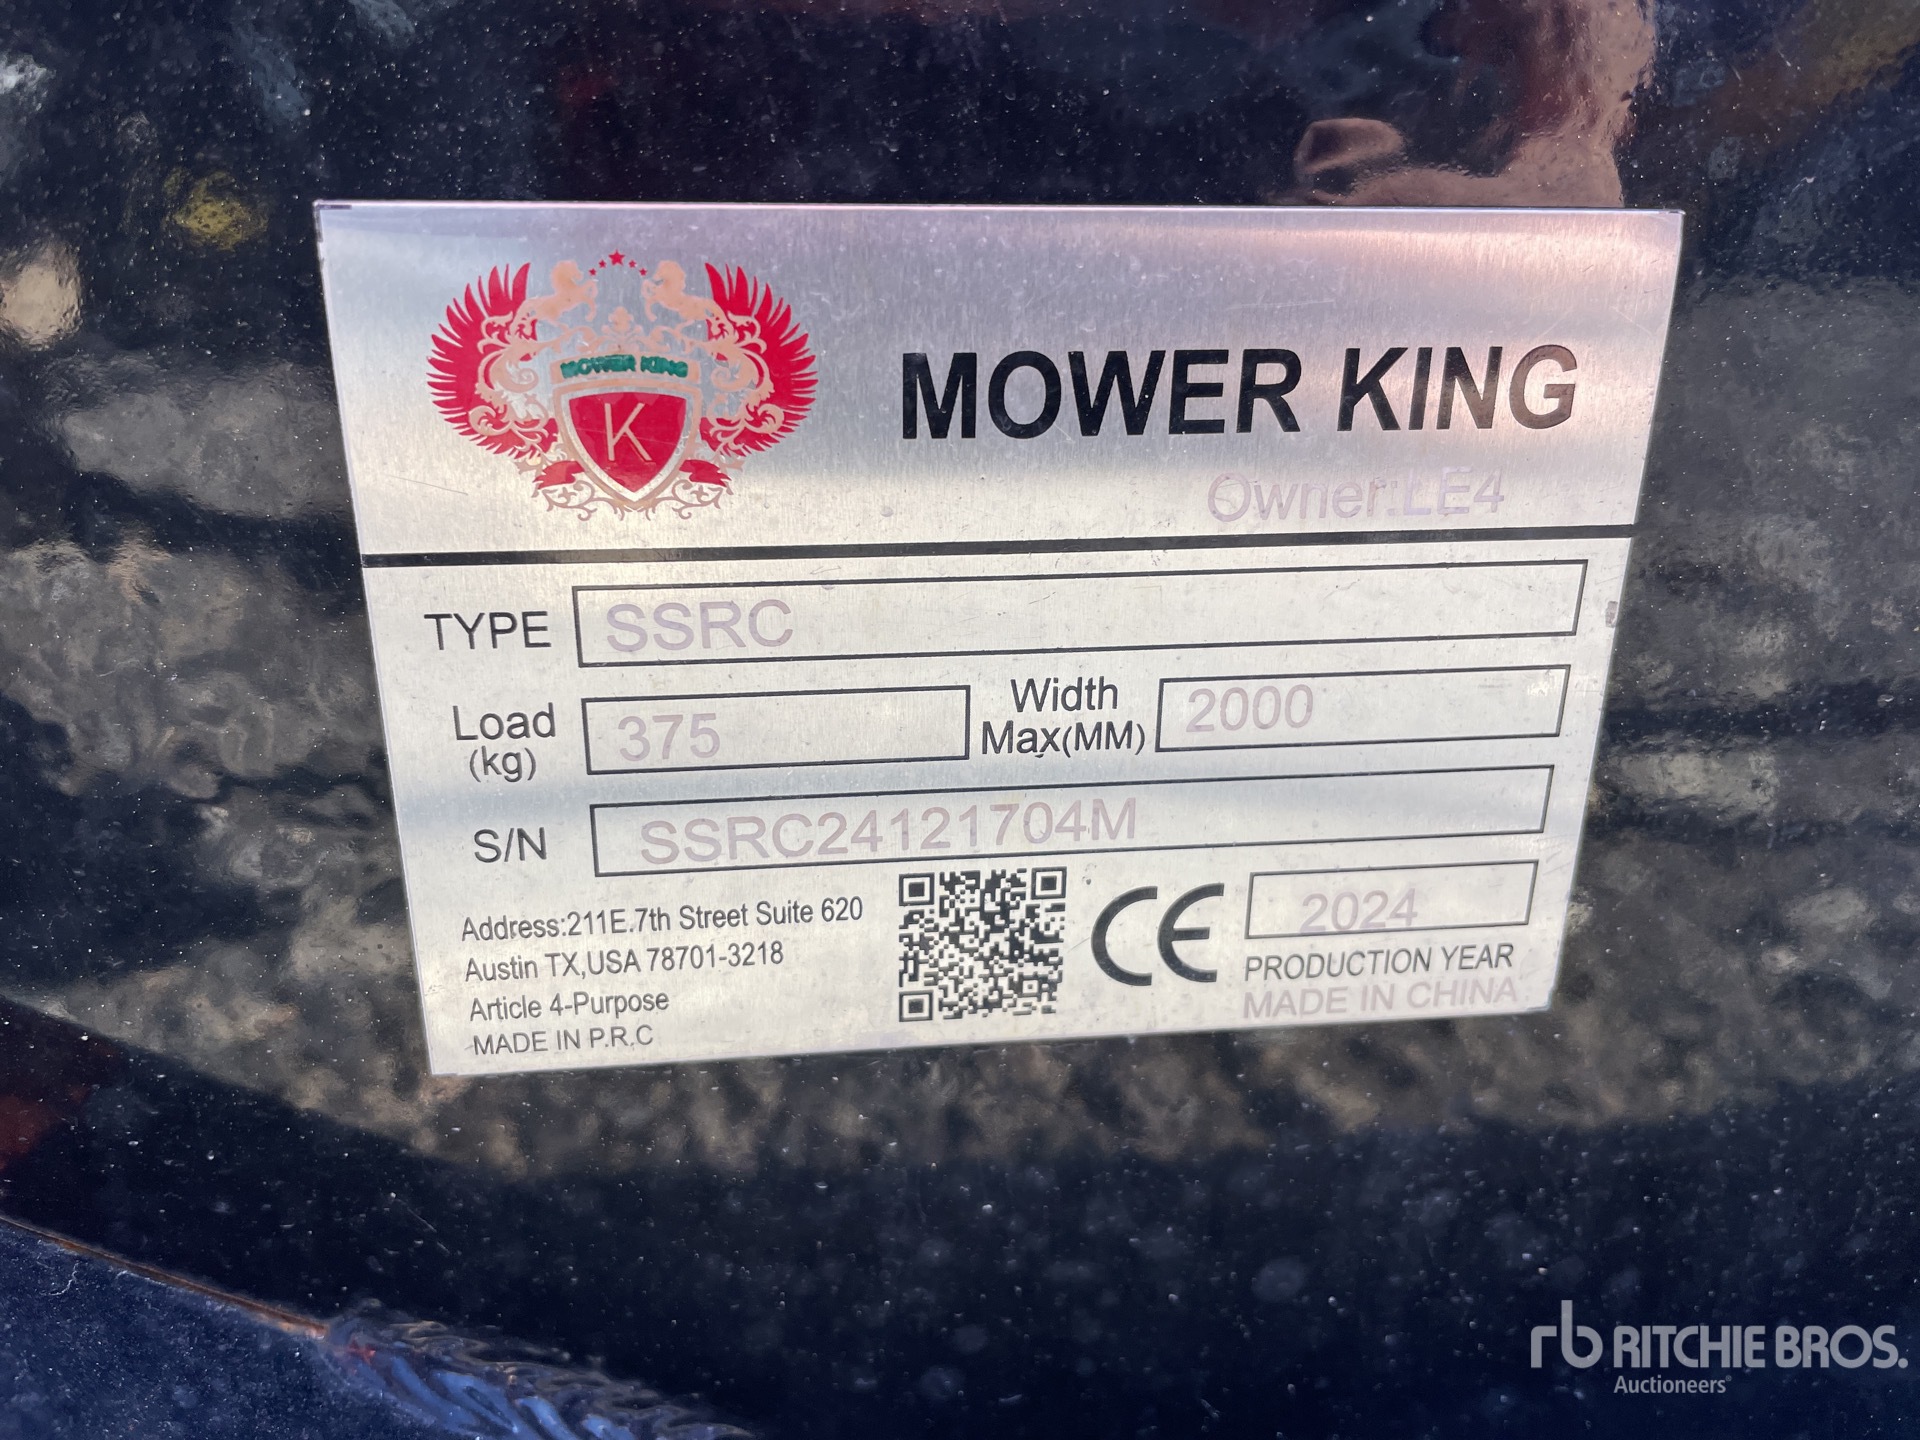 MOWER KING
K
MOWER KING
Owner:LE4
TYPE SSRC
Load (kg) 375
Width Max(MM) 2000
S/N SSRC24121704M
Address:211E.7th Street Suite 620
Austin TX,USA 78701-3218
Article 4-Purpose
MADE IN P.R.C
CE
2024
PRODUCTION YEAR
MADE IN CHINA
rb RITCHIE BROS.
Auctioneers